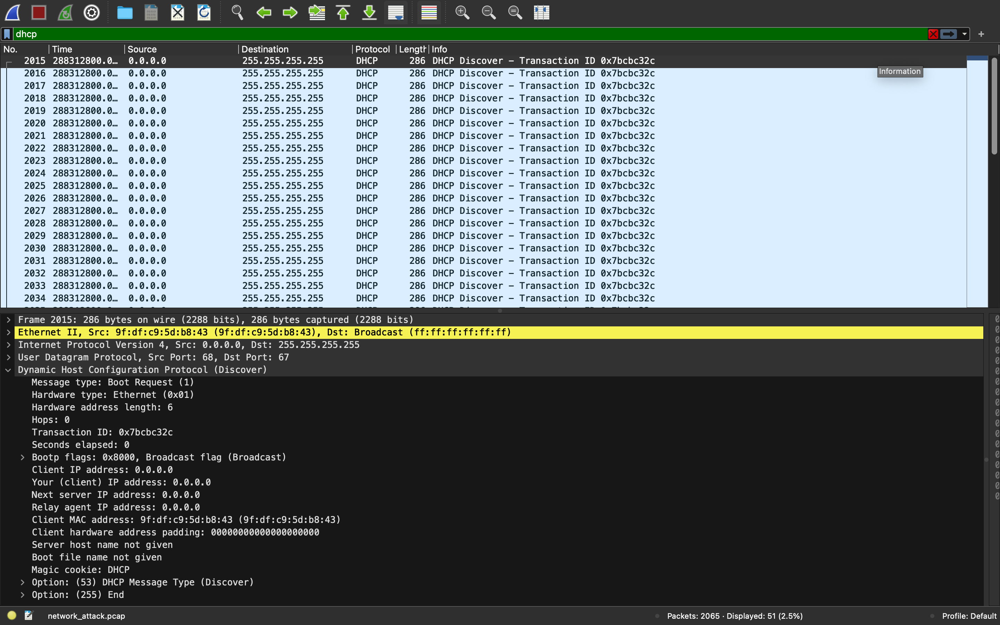 dhcp
No. Time Source Destination Protocol Length Info
2015 288312800.0… 0.0.0.0 255.255.255.255 DHCP 286 DHCP Discover – Transaction ID 0x7bcbc32c
Information
2016 288312800.0… 0.0.0.0 255.255.255.255 DHCP 286 DHCP Discover – Transaction ID 0x7bcbc32c
2017 288312800.0… 0.0.0.0 255.255.255.255 DHCP 286 DHCP Discover – Transaction ID 0x7bcbc32c
2018 288312800.0… 0.0.0.0 255.255.255.255 DHCP 286 DHCP Discover – Transaction ID 0x7bcbc32c
2019 288312800.0… 0.0.0.0 255.255.255.255 DHCP 286 DHCP Discover – Transaction ID 0x7bcbc32c
2020 288312800.0… 0.0.0.0 255.255.255.255 DHCP 286 DHCP Discover – Transaction ID 0x7bcbc32c
2021 288312800.0… 0.0.0.0 255.255.255.255 DHCP 286 DHCP Discover – Transaction ID 0x7bcbc32c
2022 288312800.0… 0.0.0.0 255.255.255.255 DHCP 286 DHCP Discover – Transaction ID 0x7bcbc32c
2023 288312800.0… 0.0.0.0 255.255.255.255 DHCP 286 DHCP Discover – Transaction ID 0x7bcbc32c
2024 288312800.0… 0.0.0.0 255.255.255.255 DHCP 286 DHCP Discover – Transaction ID 0x7bcbc32c
2025 288312800.0… 0.0.0.0 255.255.255.255 DHCP 286 DHCP Discover – Transaction ID 0x7bcbc32c
2026 288312800.0… 0.0.0.0 255.255.255.255 DHCP 286 DHCP Discover – Transaction ID 0x7bcbc32c
2027 288312800.0… 0.0.0.0 255.255.255.255 DHCP 286 DHCP Discover – Transaction ID 0x7bcbc32c
2028 288312800.0… 0.0.0.0 255.255.255.255 DHCP 286 DHCP Discover – Transaction ID 0x7bcbc32c
2029 288312800.0… 0.0.0.0 255.255.255.255 DHCP 286 DHCP Discover – Transaction ID 0x7bcbc32c
2030 288312800.0… 0.0.0.0 255.255.255.255 DHCP 286 DHCP Discover – Transaction ID 0x7bcbc32c
2031 288312800.0… 0.0.0.0 255.255.255.255 DHCP 286 DHCP Discover – Transaction ID 0x7bcbc32c
2032 288312800.0… 0.0.0.0 255.255.255.255 DHCP 286 DHCP Discover – Transaction ID 0x7bcbc32c
2033 288312800.0… 0.0.0.0 255.255.255.255 DHCP 286 DHCP Discover – Transaction ID 0x7bcbc32c
2034 288312800.0… 0.0.0.0 255.255.255.255 DHCP 286 DHCP Discover – Transaction ID 0x7bcbc32c
Frame 2015: 286 bytes on wire (2288 bits), 286 bytes captured (2288 bits)
Ethernet II, Src: 9f:df:c9:5d:b8:43 (9f:df:c9:5d:b8:43), Dst: Broadcast (ff:ff:ff:ff:ff:ff)
Internet Protocol Version 4, Src: 0.0.0.0, Dst: 255.255.255.255
User Datagram Protocol, Src Port: 68, Dst Port: 67
Dynamic Host Configuration Protocol (Discover)
Message type: Boot Request (1)
Hardware type: Ethernet (0x01)
Hardware address length: 6
Hops: 0
Transaction ID: 0x7bcbc32c
Seconds elapsed: 0
Bootp flags: 0x8000, Broadcast flag (Broadcast)
Client IP address: 0.0.0.0
Your (client) IP address: 0.0.0.0
Next server IP address: 0.0.0.0
Relay agent IP address: 0.0.0.0
Client MAC address: 9f:df:c9:5d:b8:43 (9f:df:c9:5d:b8:43)
Client hardware address padding: 00000000000000000000
Server host name not given
Boot file name not given
Magic cookie: DHCP
Option: (53) DHCP Message Type (Discover)
Option: (255) End
network_attack.pcap
Packets: 2065 · Displayed: 51 (2.5%)
Profile: Default